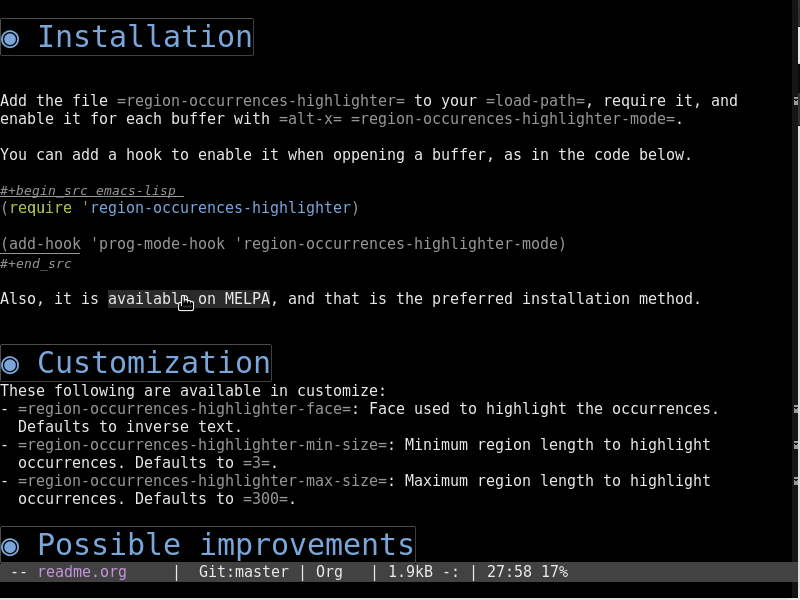 ◉ Installation
Add the file =region-occurrences-highlighter= to your =load-path=, require it, and
enable it for each buffer with =alt-x= =region-occurences-highlighter-mode=.
You can add a hook to enable it when oppening a buffer, as in the code below.
#+begin_src emacs-lisp
(require 'region-occurences-highlighter)
(add-hook 'prog-mode-hook 'region-occurrences-highlighter-mode)
#+end_src
Also, it is available on MELPA, and that is the preferred installation method.
◉ Customization
These following are available in customize:
- =region-occurrences-highlighter-face=: Face used to highlight the occurrences.
Defaults to inverse text.
- =region-occurrences-highlighter-min-size=: Minimum region length to highlight
occurrences. Defaults to =3=.
- =region-occurrences-highlighter-max-size=: Maximum region length to highlight
occurrences. Defaults to =300=.
◉ Possible improvements
-- readme.org | Git:master | Org | 1.9kB -: | 27:58 17%